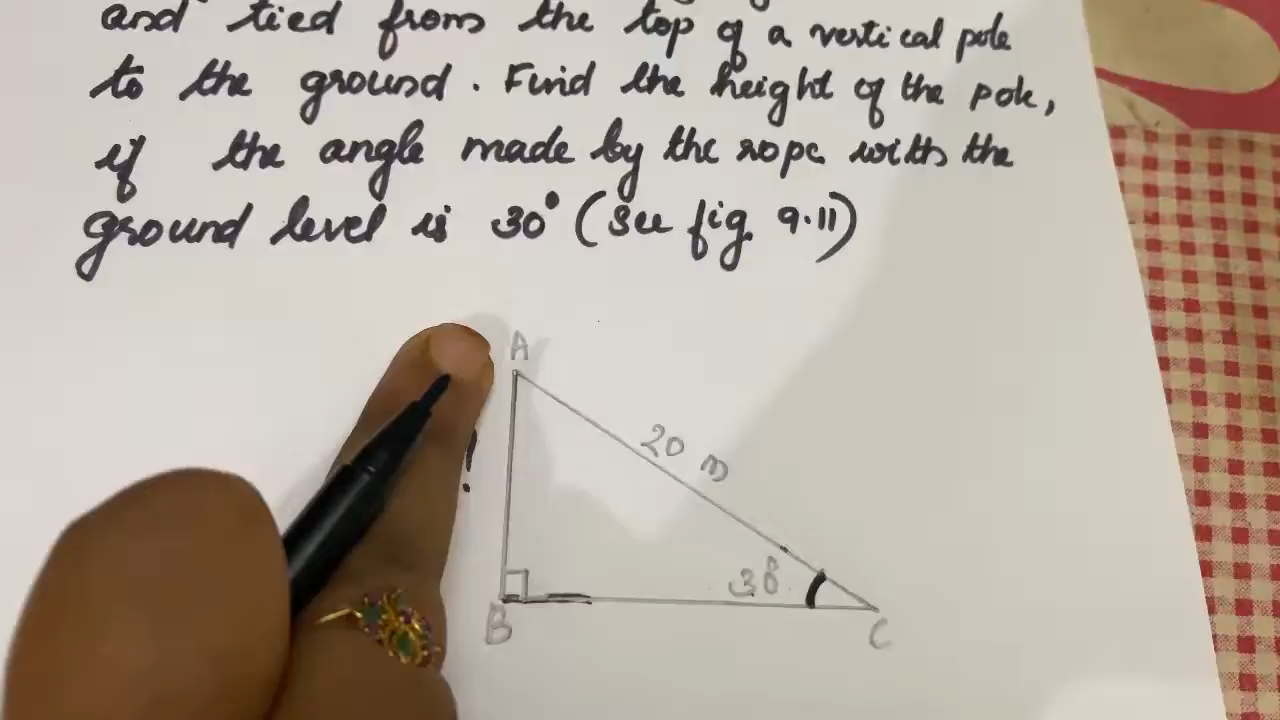 and tied from the top of a vertical pole
to the ground. Find the height of the pole,
if the angle made by the rope with the
ground level is 30° (see fig 9.11)
A
20 m
30°
B
C